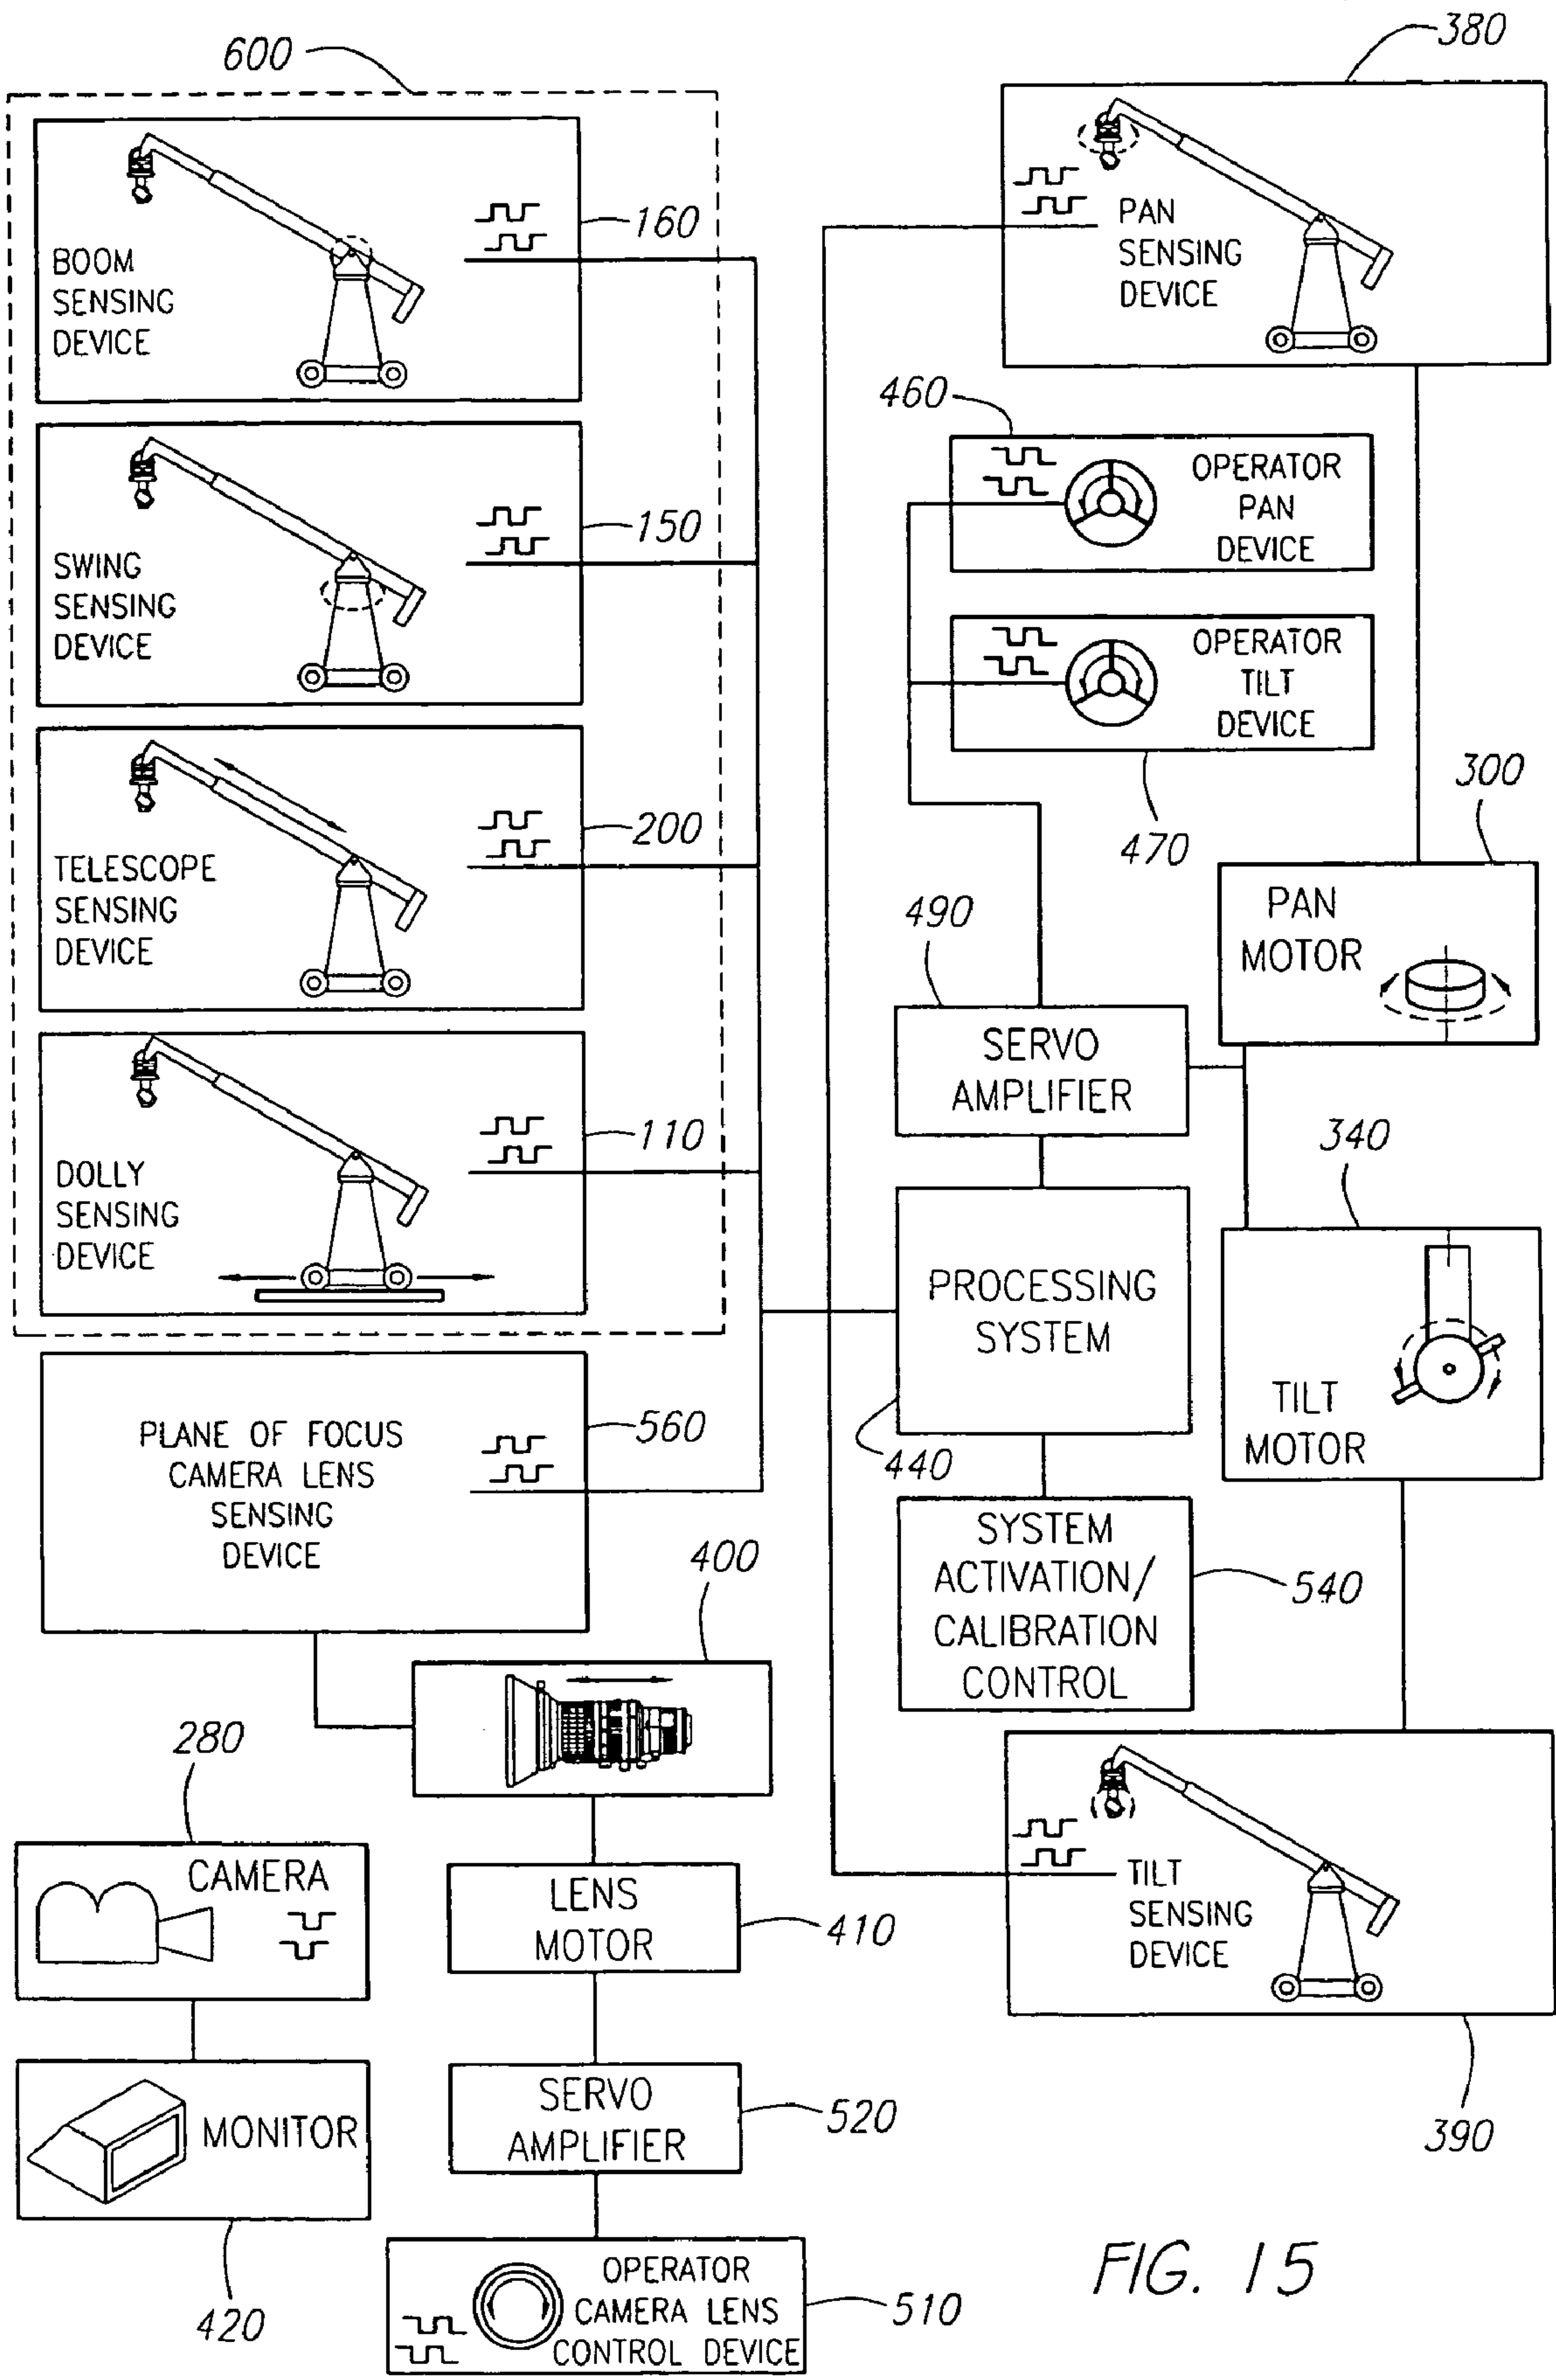 600
BOOM
SENSING
DEVICE
160
SWING
SENSING
DEVICE
150
TELESCOPE
SENSING
DEVICE
200
DOLLY
SENSING
DEVICE
110
PLANE OF FOCUS
CAMERA LENS
SENSING
DEVICE
560
400
280
CAMERA
LENS
MOTOR
410
MONITOR
420
SERVO
AMPLIFIER
520
OPERATOR
CAMERA LENS
CONTROL DEVICE
510
380
PAN
SENSING
DEVICE
460
OPERATOR
PAN
DEVICE
OPERATOR
TILT
DEVICE
470
300
PAN
MOTOR
490
SERVO
AMPLIFIER
340
PROCESSING
SYSTEM
440
TILT
MOTOR
SYSTEM
ACTIVATION/
CALIBRATION
CONTROL
540
TILT
SENSING
DEVICE
390
FIG. 15